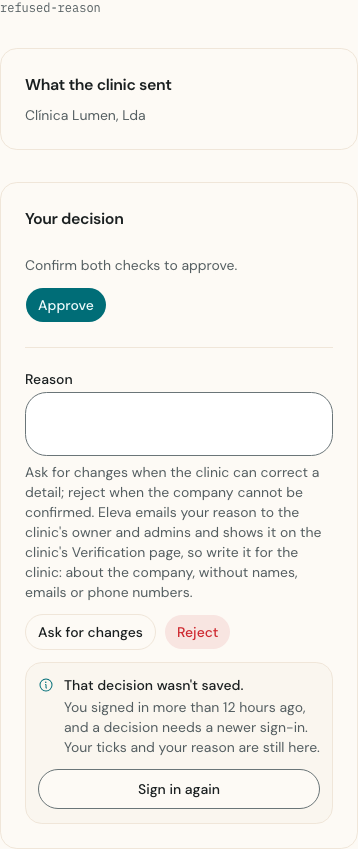 refused-reason
What the clinic sent
Clínica Lumen, Lda
Your decision
Confirm both checks to approve.
Approve
Reason
Ask for changes when the clinic can correct a
detail; reject when the company cannot be
confirmed. Eleva emails your reason to the
clinic's owner and admins and shows it on the
clinic's Verification page, so write it for the
clinic: about the company, without names,
emails or phone numbers.
Ask for changes
Reject
That decision wasn't saved.
You signed in more than 12 hours ago,
and a decision needs a newer sign-in.
Your ticks and your reason are still here.
Sign in again